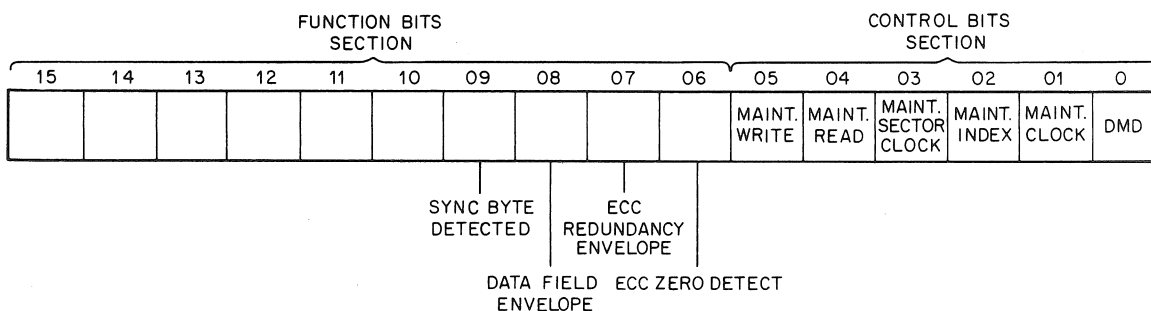 FUNCTION BITS
SECTION
CONTROL BITS
SECTION
15 14 13 12 11 10 09 08 07 06 05 04 03 02 01 0
MAINT. WRITE
MAINT. READ
MAINT. SECTOR CLOCK
MAINT. INDEX
MAINT. CLOCK
DMD
SYNC BYTE
DETECTED
ECC
REDUNDANCY
ENVELOPE
DATA FIELD
ENVELOPE
ECC ZERO DETECT